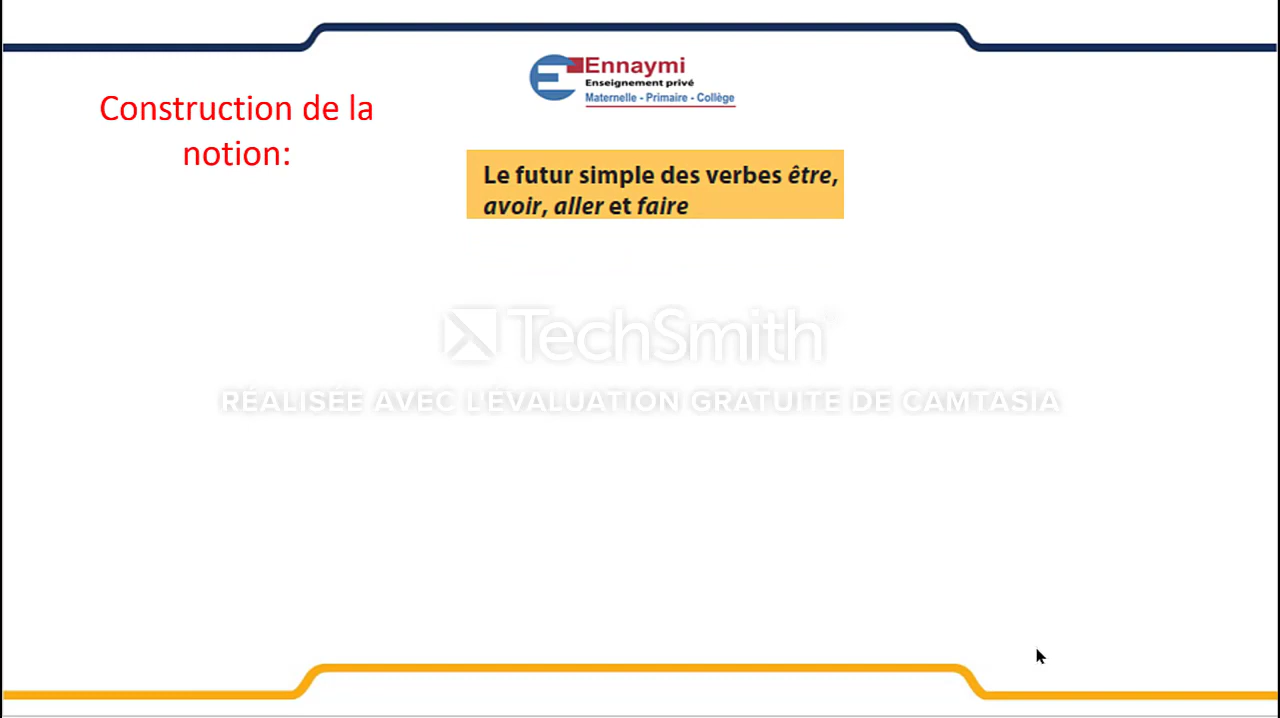 Ennaymi
Enseignement privé
Maternelle - Primaire - Collège
Construction de la
notion:
Le futur simple des verbes être,
avoir, aller et faire
TechSmith
RÉALISÉE AVEC L'ÉVALUATION GRATUITE DE CAMTASIA